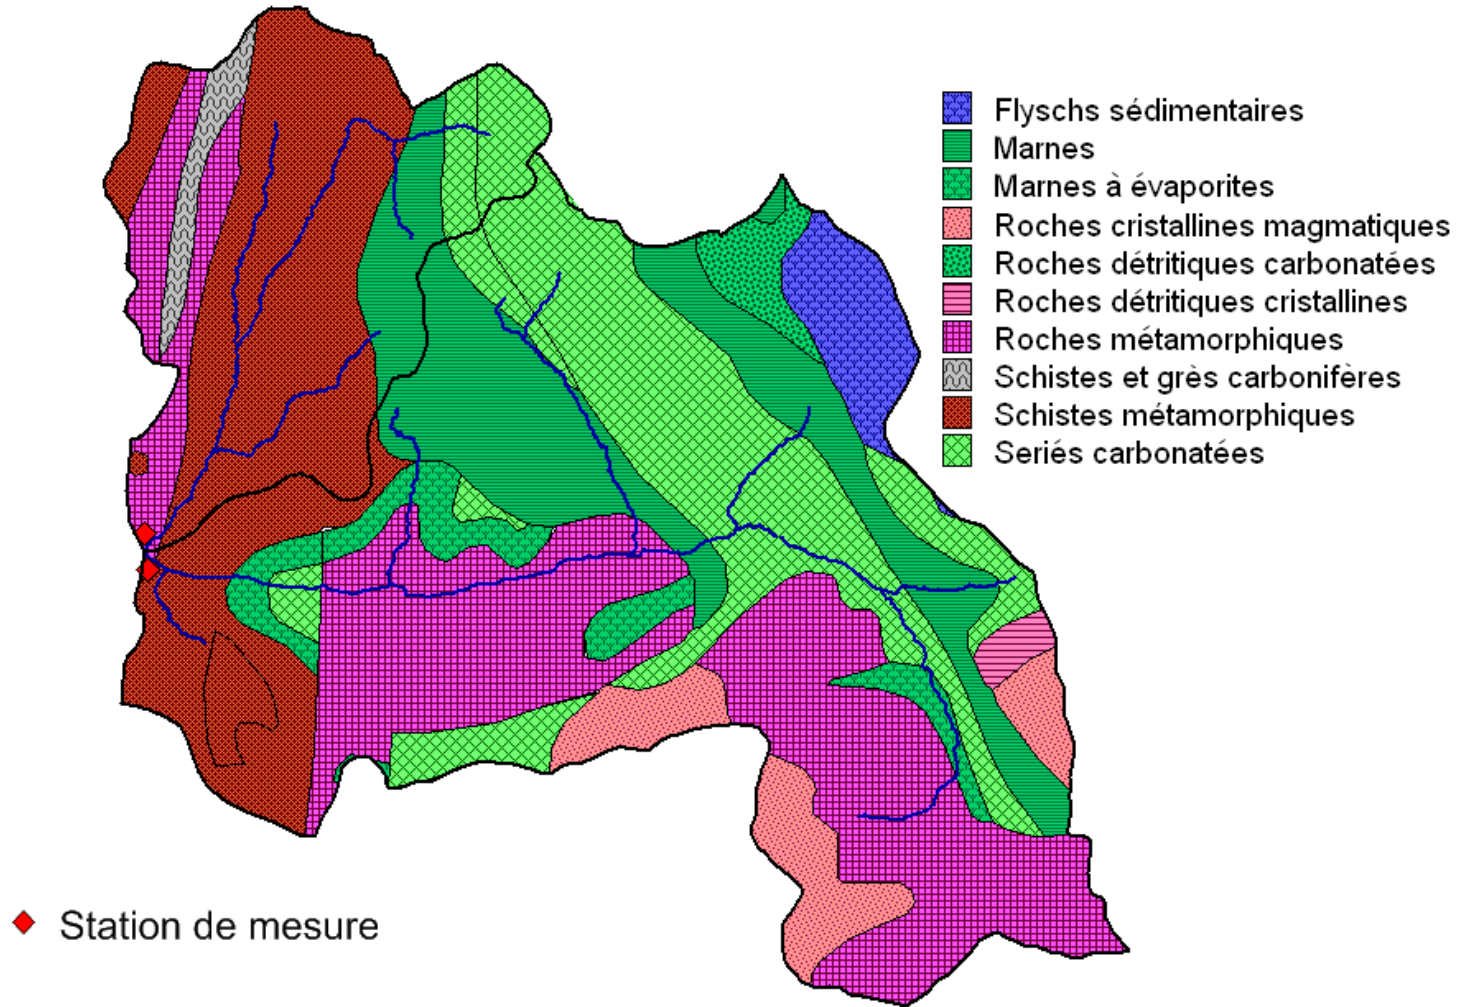 Flyschs sédimentaires
Marnes
Marnes à évaporites
Roches cristallines magmatiques
Roches détritiques carbonatées
Roches détritiques cristallines
Roches métamorphiques
Schistes et grès carbonifères
Schistes métamorphiques
Seriés carbonatées
Station de mesure